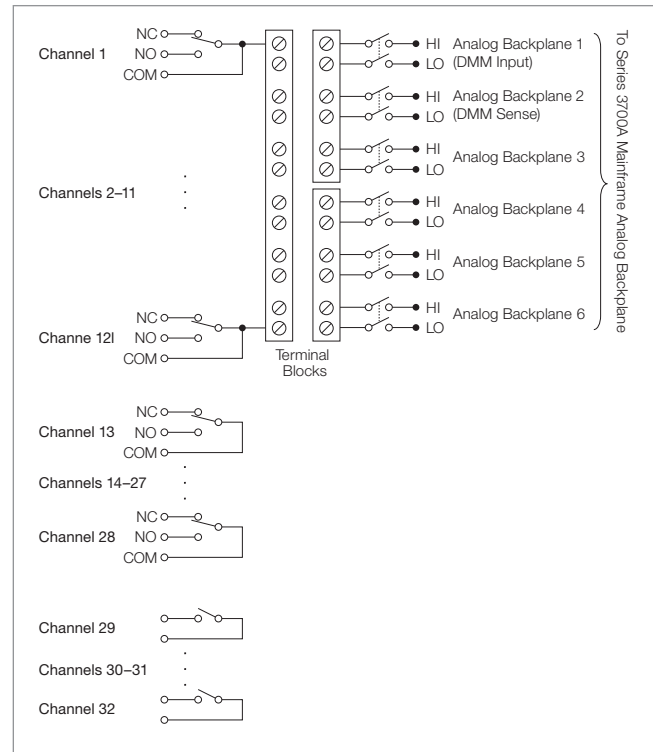 Channel 1
NC
NO
COM
HI Analog Backplane 1
LO (DMM Input)
HI Analog Backplane 2
LO (DMM Sense)
HI
Analog Backplane 3
LO
Channels 2–11
HI
Analog Backplane 4
LO
HI
Analog Backplane 5
LO
Channe 12l
NC
NO
COM
HI
Analog Backplane 6
LO
To Series 3700A Mainframe Analog Backplane
Terminal
Blocks
Channel 13
NC
NO
COM
Channels 14–27
Channel 28
NC
NO
COM
Channel 29
Channels 30–31
Channel 32